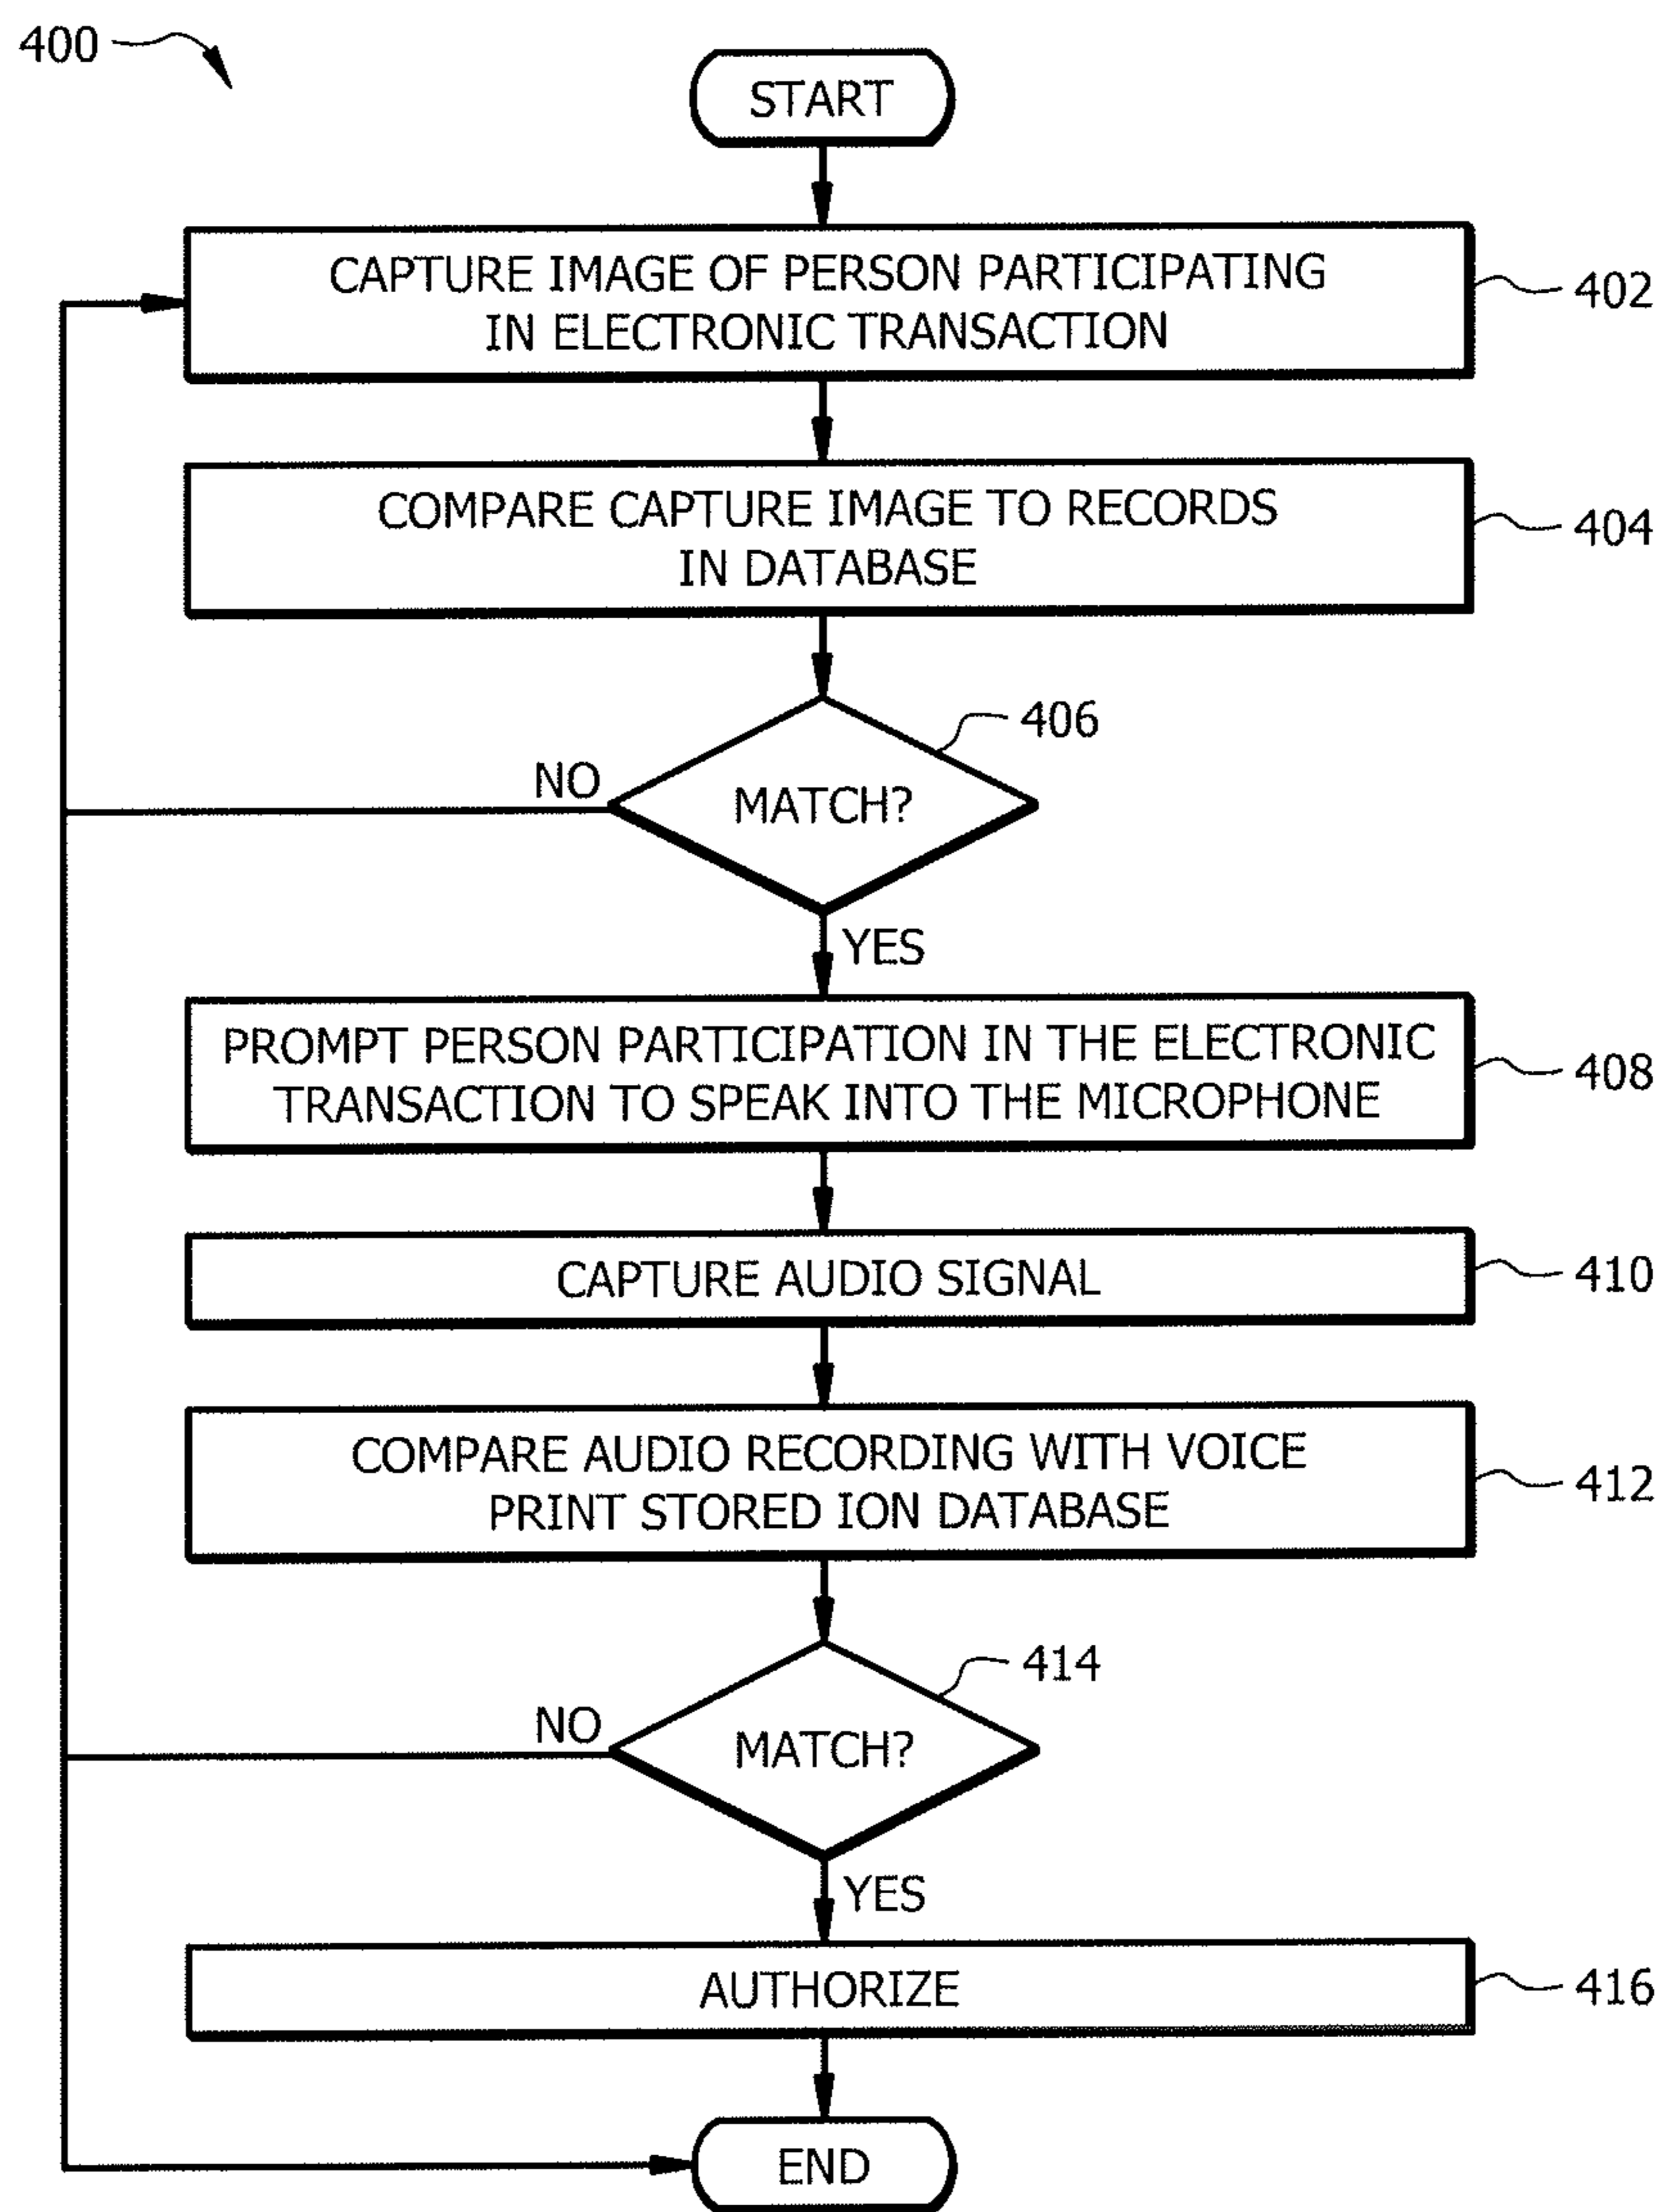 400
START
CAPTURE IMAGE OF PERSON PARTICIPATING
IN ELECTRONIC TRANSACTION
402
COMPARE CAPTURE IMAGE TO RECORDS
IN DATABASE
404
406
NO
MATCH?
YES
PROMPT PERSON PARTICIPATION IN THE ELECTRONIC
TRANSACTION TO SPEAK INTO THE MICROPHONE
408
CAPTURE AUDIO SIGNAL
410
COMPARE AUDIO RECORDING WITH VOICE
PRINT STORED ION DATABASE
412
414
NO
MATCH?
YES
AUTHORIZE
416
END